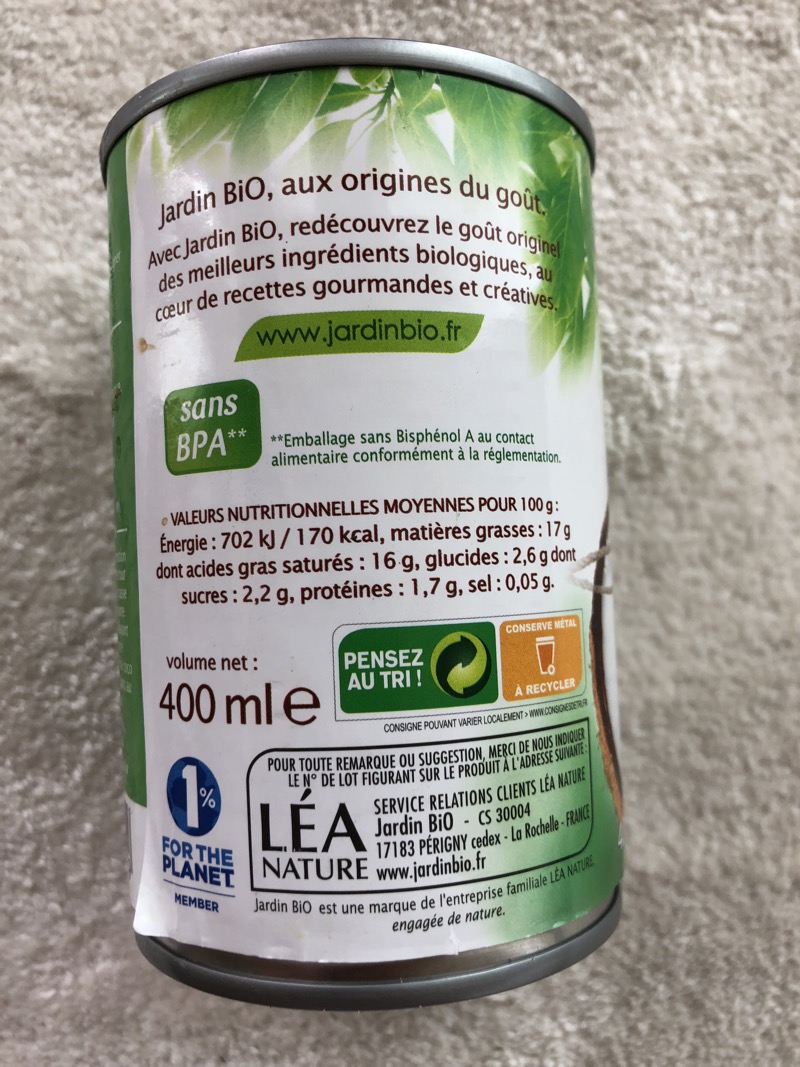 Jardin BiO, aux origines du goût.
Avec Jardin BiO, redécouvrez le goût originel
des meilleurs ingrédients biologiques, au
cœur de recettes gourmandes et créatives.
www.jardinbio.fr
sans
BPA**
**Emballage sans Bisphénol A au contact
alimentaire conformément à la réglementation.
• VALEURS NUTRITIONNELLES MOYENNES POUR 100 g :
Énergie : 702 kJ / 170 kcal, matières grasses : 17 g
dont acides gras saturés : 16 g, glucides : 2,6 g dont
sucres : 2,2 g, protéines : 1,7 g, sel : 0,05 g.
volume net :
400 ml e
PENSEZ
AU TRI !
CONSERVE MÉTAL
À RECYCLER
CONSIGNE POUVANT VARIER LOCALEMENT > WWW.CONSIGNESDETRI.FR
1%
FOR THE
PLANET
MEMBER
POUR TOUTE REMARQUE OU SUGGESTION, MERCI DE NOUS INDIQUER
LE N° DE LOT FIGURANT SUR LE PRODUIT À L'ADRESSE SUIVANTE :
LÉA
NATURE
SERVICE RELATIONS CLIENTS LÉA NATURE
Jardin BiO - CS 30004
17183 PÉRIGNY cedex - La Rochelle - FRANCE
www.jardinbio.fr
Jardin BiO est une marque de l'entreprise familiale LÉA NATURE,
engagée de nature.